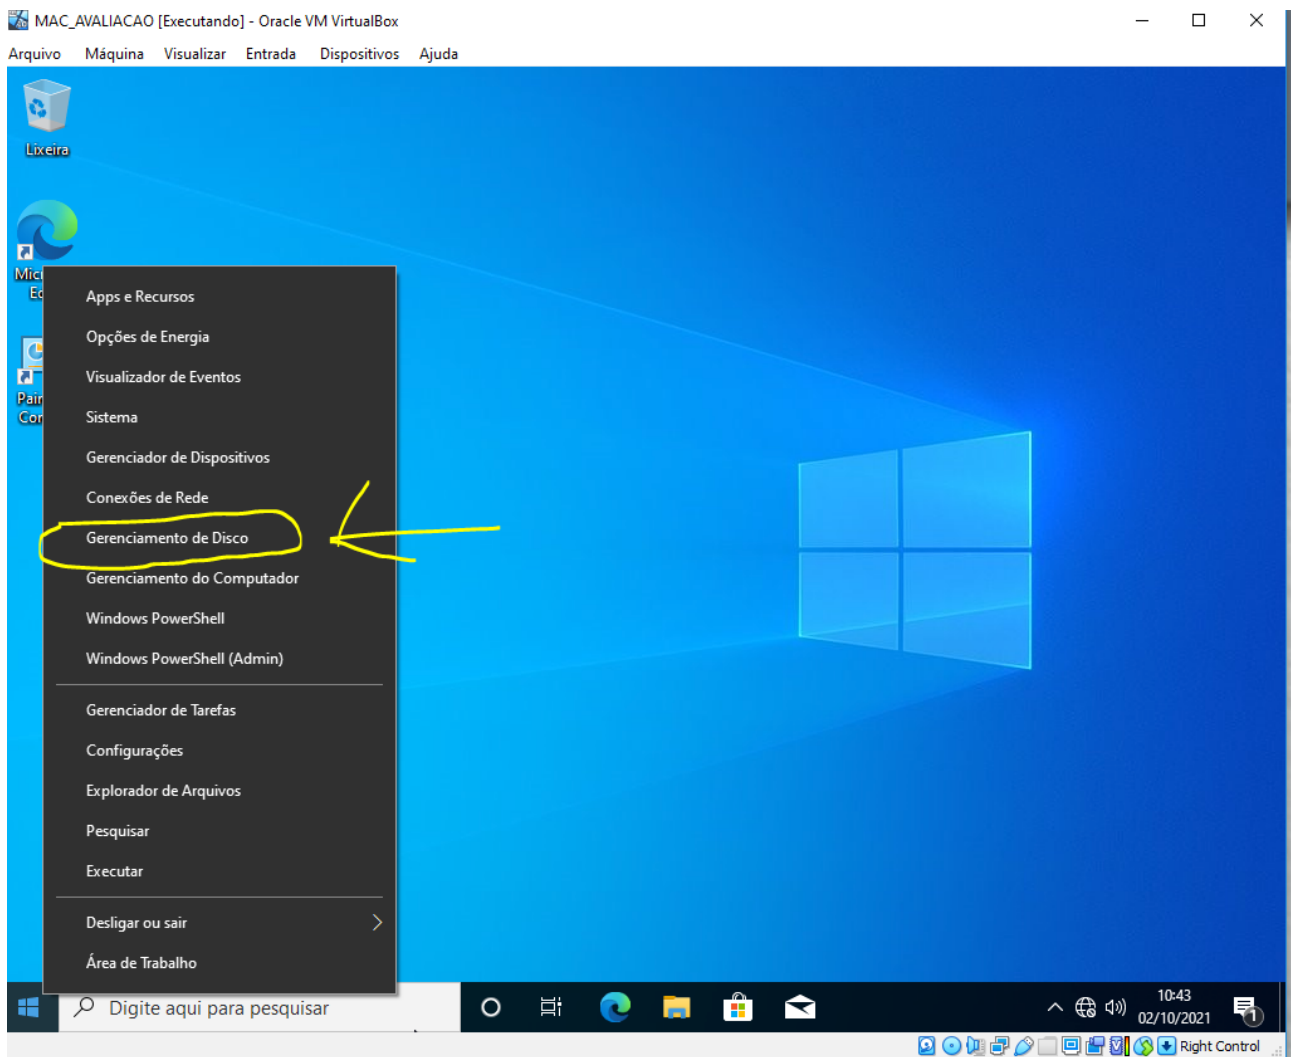 MAC_AVALIACAO [Executando] - Oracle VM VirtualBox
Arquivo Máquina Visualizar Entrada Dispositivos Ajuda
Lixeira
Apps e Recursos
Opções de Energia
Visualizador de Eventos
Sistema
Gerenciador de Dispositivos
Conexões de Rede
Gerenciamento de Disco
Gerenciamento do Computador
Windows PowerShell
Windows PowerShell (Admin)
Gerenciador de Tarefas
Configurações
Explorador de Arquivos
Pesquisar
Executar
Desligar ou sair
Área de Trabalho
Digite aqui para pesquisar
10:43
02/10/2021
1
Right Control